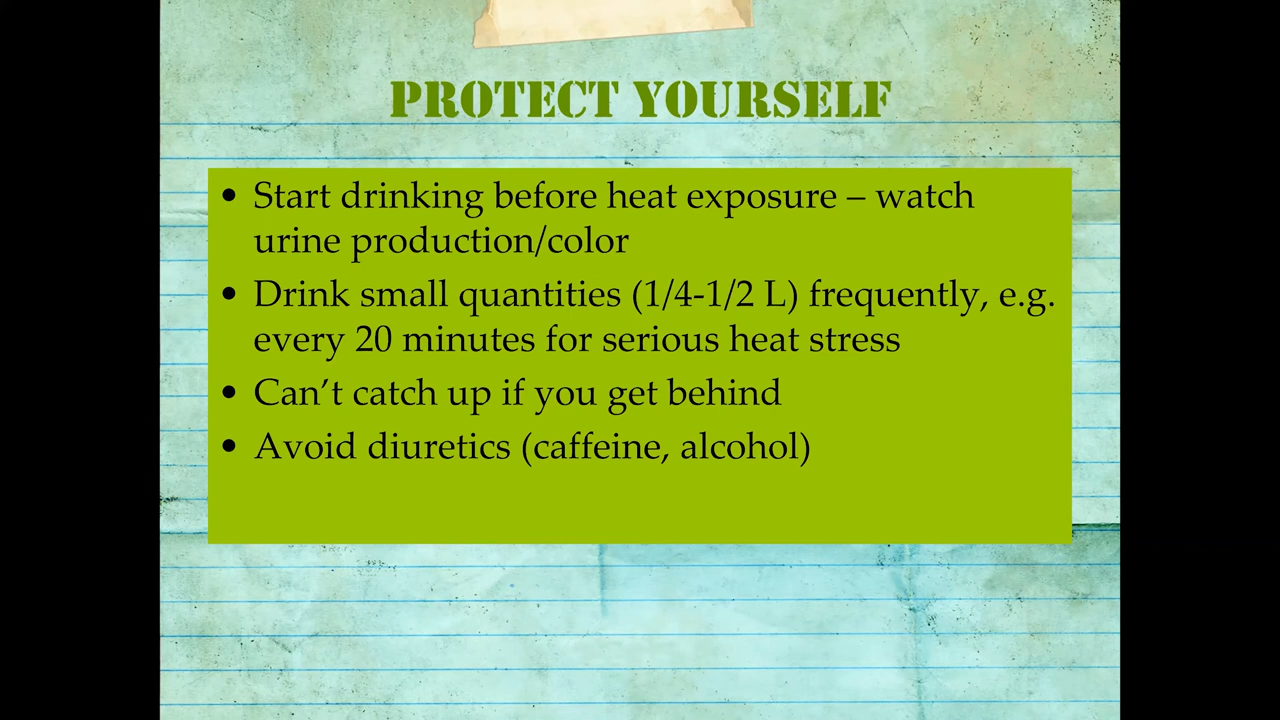 PROTECT YOURSELF
• Start drinking before heat exposure – watch
urine production/color
• Drink small quantities (1/4-1/2 L) frequently, e.g.
every 20 minutes for serious heat stress
• Can’t catch up if you get behind
• Avoid diuretics (caffeine, alcohol)